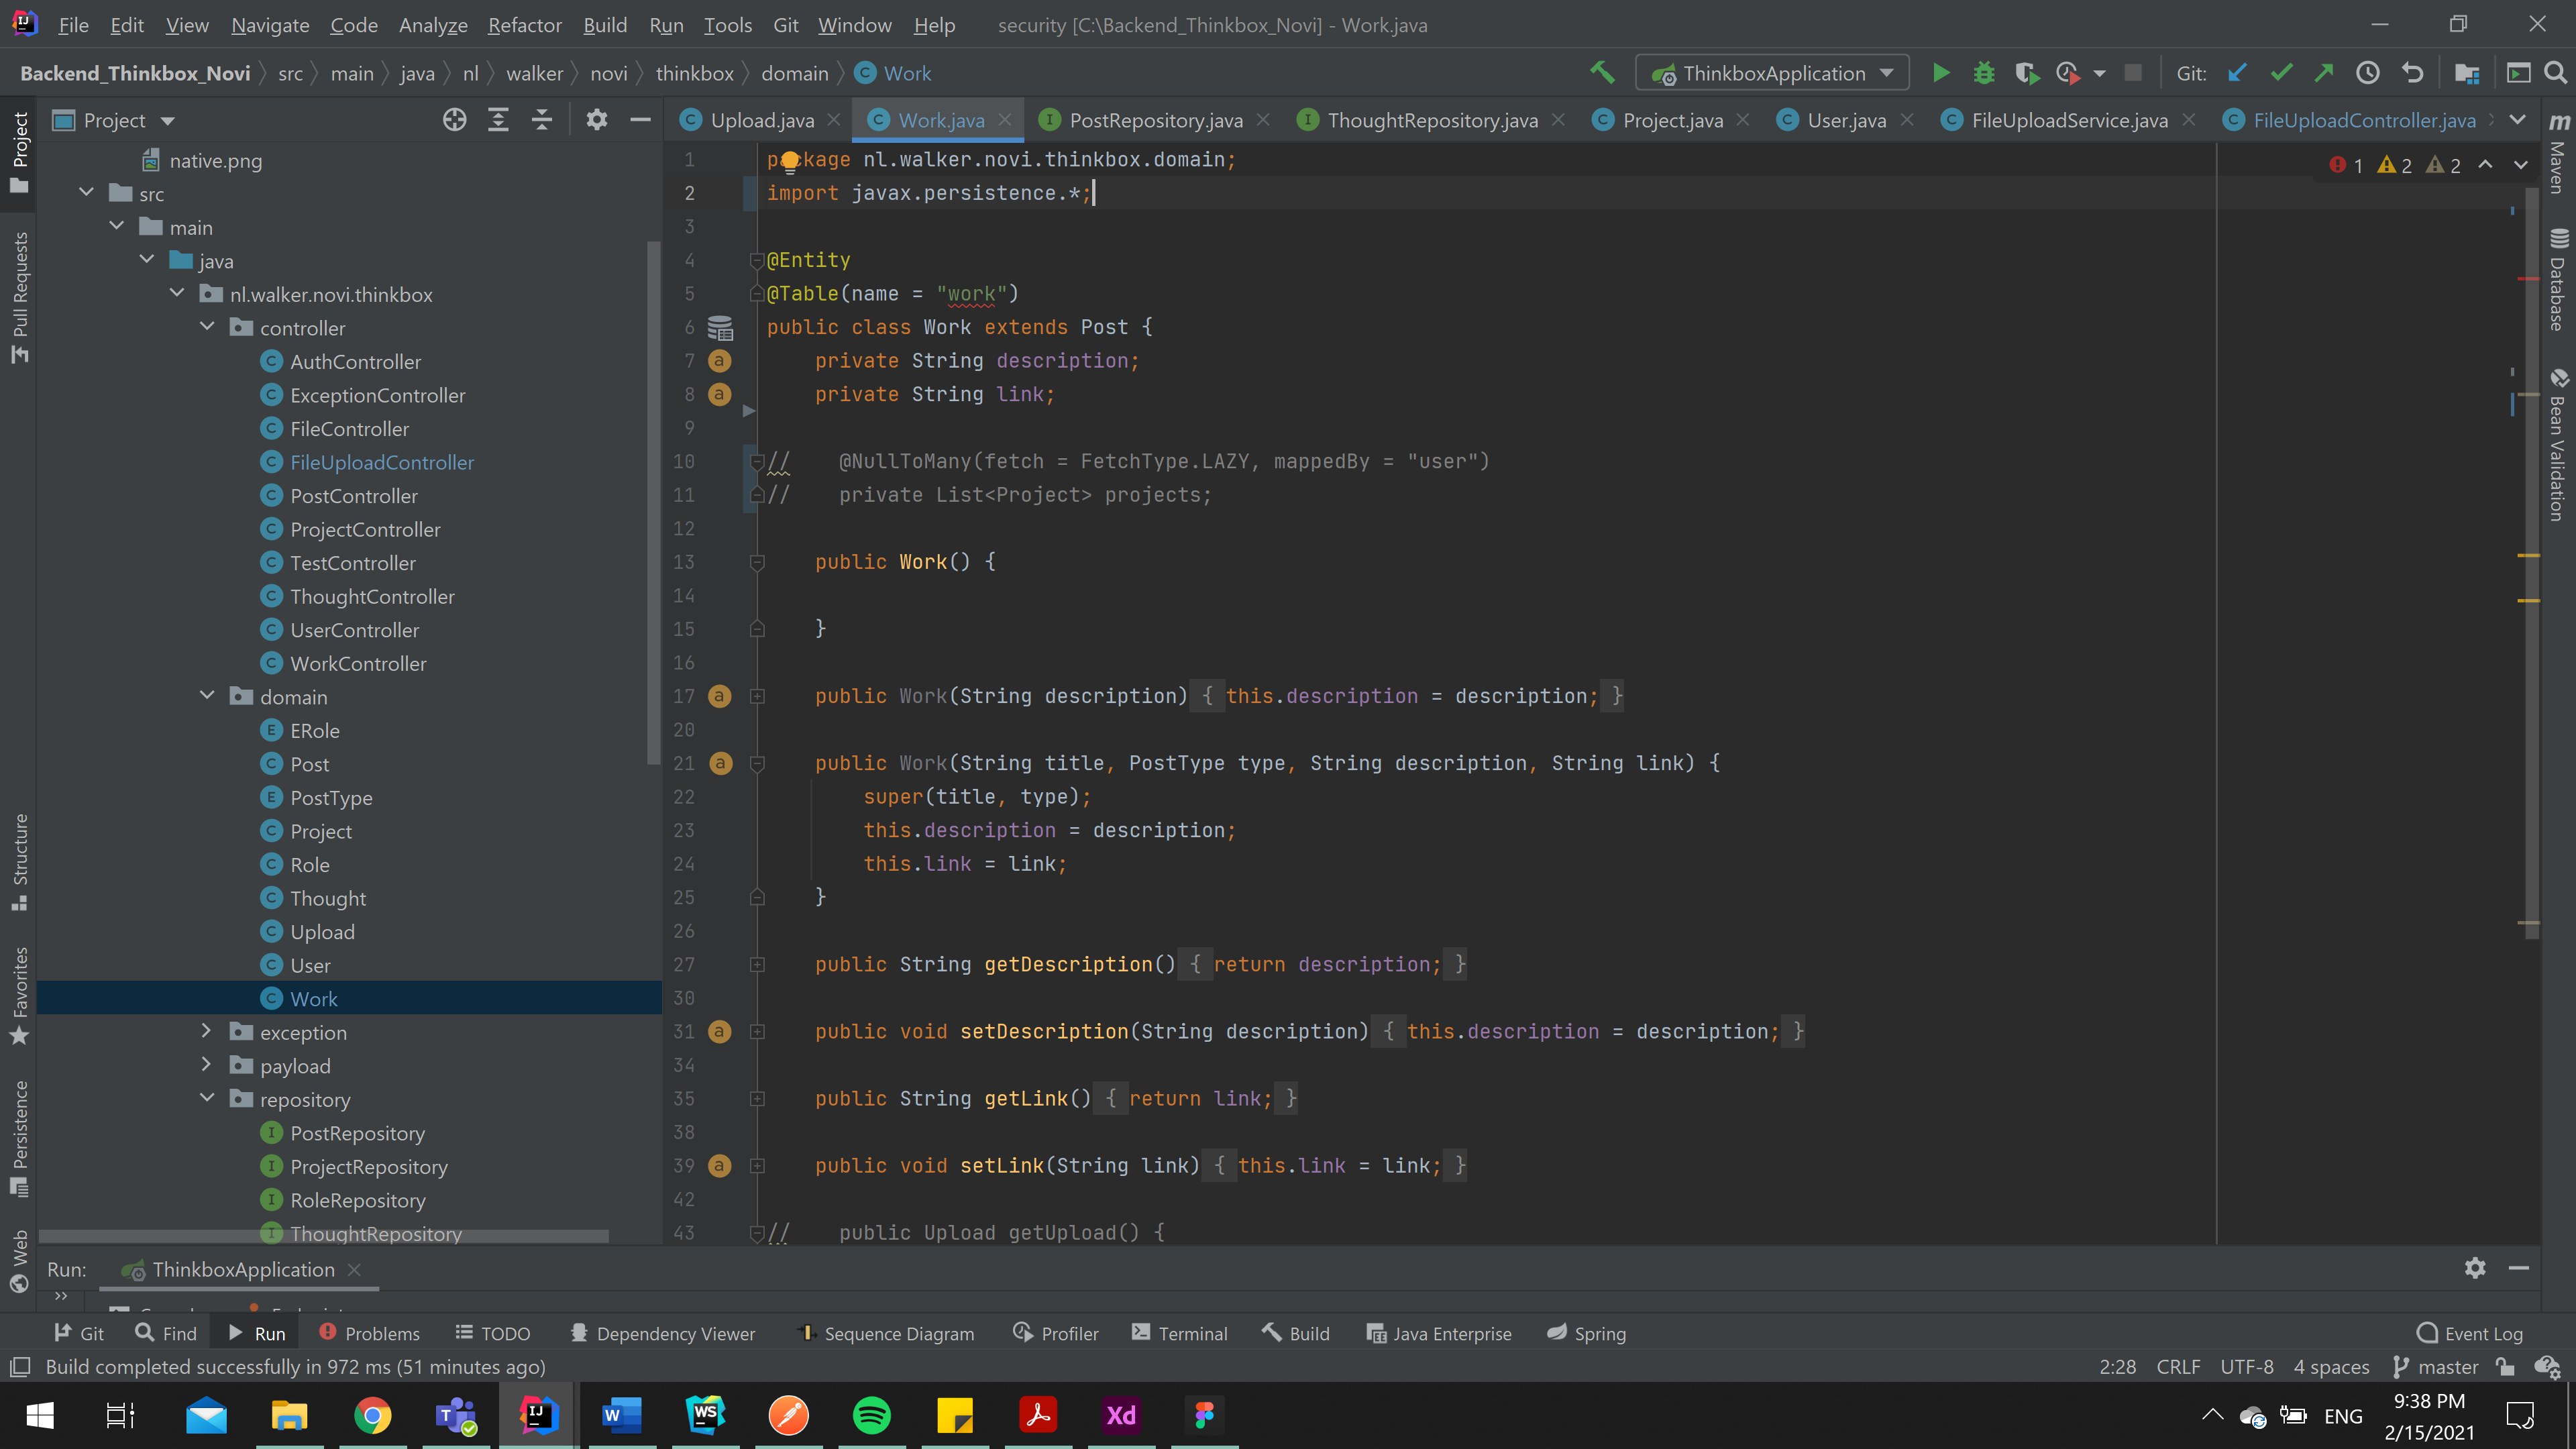 File Edit View Navigate Code Analyze Refactor Build Run Tools Git Window Help security [C:\Backend_Thinkbox_Novi] - Work.java
Backend_Thinkbox_Novi src main java nl walker novi thinkbox domain Work ThinkboxApplication Git:
Project
Upload.java Work.java PostRepository.java ThoughtRepository.java Project.java User.java FileUploadService.java FileUploadController.java
native.png
src
main
java
nl.walker.novi.thinkbox
controller
AuthController
ExceptionController
FileController
FileUploadController
PostController
ProjectController
TestController
ThoughtController
UserController
WorkController
domain
ERole
Post
PostType
Project
Role
Thought
Upload
User
Work
exception
payload
repository
PostRepository
ProjectRepository
RoleRepository
ThoughtRepository
Project
Pull Requests
Structure
Favorites
Persistence
Web
1 package nl.walker.novi.thinkbox.domain;
2 import javax.persistence.*;
3
4 @Entity
5 @Table(name = "work")
6 public class Work extends Post {
7 private String description;
8 private String link;
9
10 // @NullToMany(fetch = FetchType.LAZY, mappedBy = "user")
11 // private List<Project> projects;
12
13 public Work() {
14
15 }
16
17 public Work(String description) { this.description = description; }
20
21 public Work(String title, PostType type, String description, String link) {
22 super(title, type);
23 this.description = description;
24 this.link = link;
25 }
26
27 public String getDescription() { return description; }
30
31 public void setDescription(String description) { this.description = description; }
34
35 public String getLink() { return link; }
38
39 public void setLink(String link) { this.link = link; }
42
43 // public Upload getUpload() {
1 2 2
Maven
Database
Bean Validation
Run: ThinkboxApplication
Git Find Run Problems TODO Dependency Viewer Sequence Diagram Profiler Terminal Build Java Enterprise Spring Event Log
Build completed successfully in 972 ms (51 minutes ago) 2:28 CRLF UTF-8 4 spaces master
ENG
9:38 PM
2/15/2021